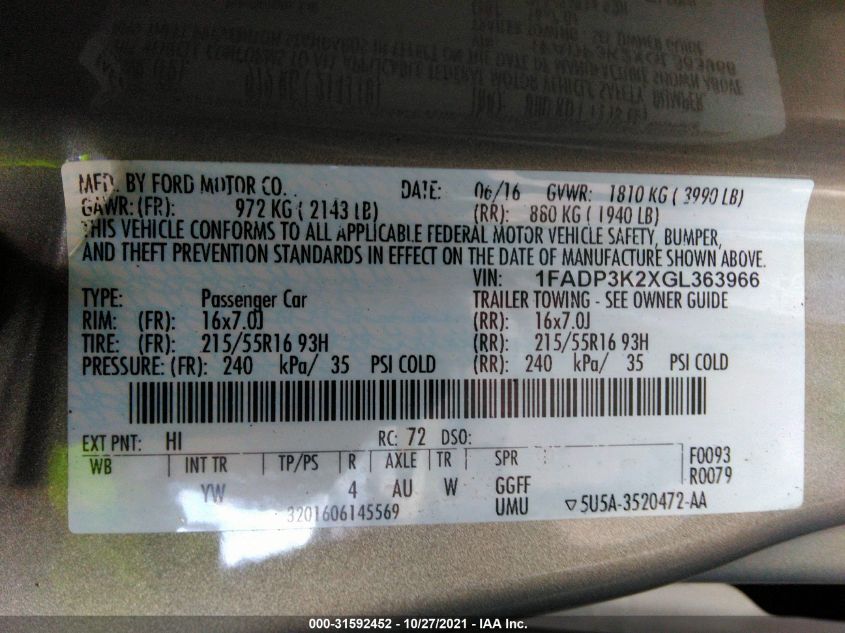 MFD. BY FORD MOTOR CO. DATE: 06/16 GVWR: 1810 KG ( 3990 LB)
GAWR: (FR): 972 KG ( 2143 LB) (RR): 880 KG ( 1940 LB)
THIS VEHICLE CONFORMS TO ALL APPLICABLE FEDERAL MOTOR VEHICLE SAFETY, BUMPER,
AND THEFT PREVENTION STANDARDS IN EFFECT ON THE DATE OF MANUFACTURE SHOWN ABOVE.
VIN: 1FADP3K2XGL363966
TYPE: Passenger Car TRAILER TOWING - SEE OWNER GUIDE
RIM: (FR): 16x7.0J (RR): 16x7.0J
TIRE: (FR): 215/55R16 93H (RR): 215/55R16 93H
PRESSURE: (FR): 240 kPa/ 35 PSI COLD (RR): 240 kPa/ 35 PSI COLD
EXT PNT: HI RC: 72 DSO:
WB INT TR TP/PS R AXLE TR SPR F0093
R0079
YW 4 AU W GGFF
3201606145569 UMU ▽5U5A-3520472-AA
000-31592452 - 10/27/2021 - IAA Inc.